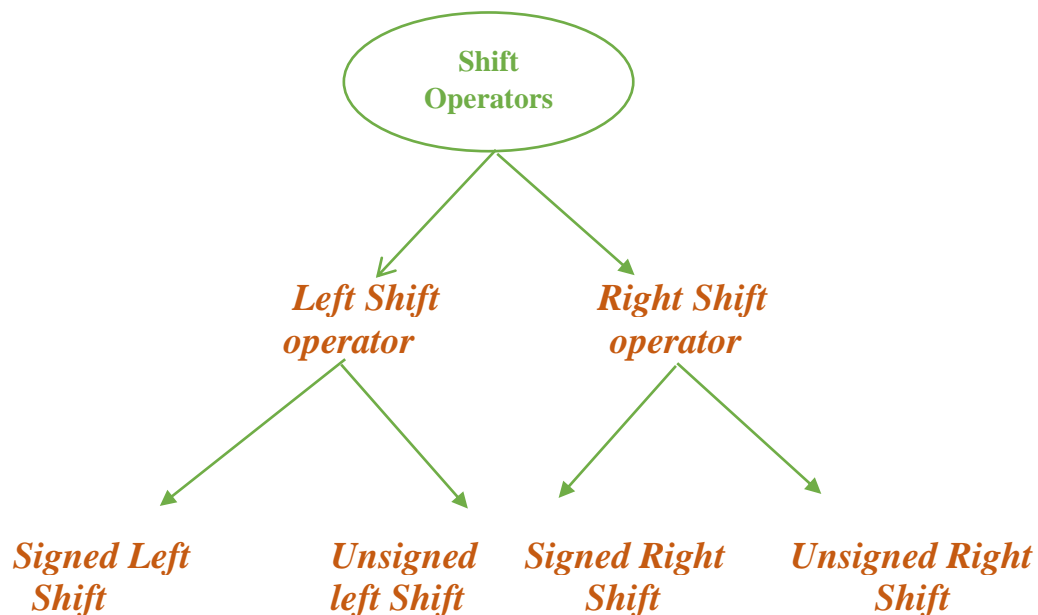 Shift
Operators
Left Shift
operator
Right Shift
operator
Signed Left
Shift
Unsigned
left Shift
Signed Right
Shift
Unsigned Right
Shift